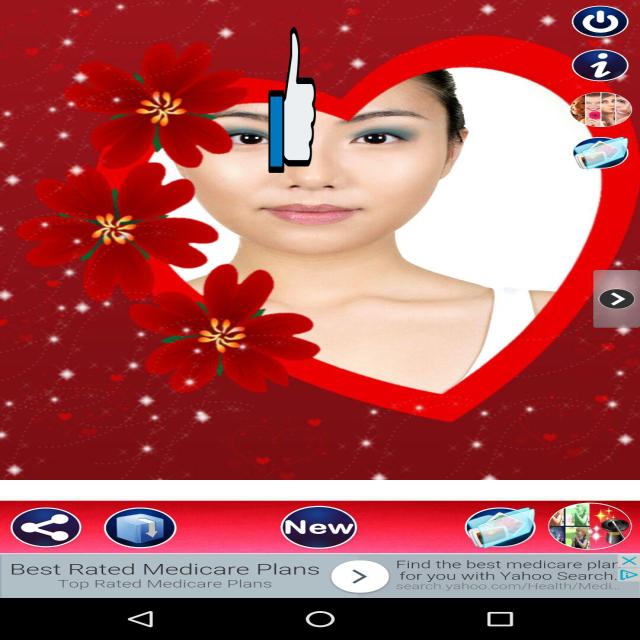 New
Best Rated Medicare Plans
Top Rated Medicare Plans
Find the best medicare plar
for you with Yahoo Search.
search.yahoo.com/Health/Medi...